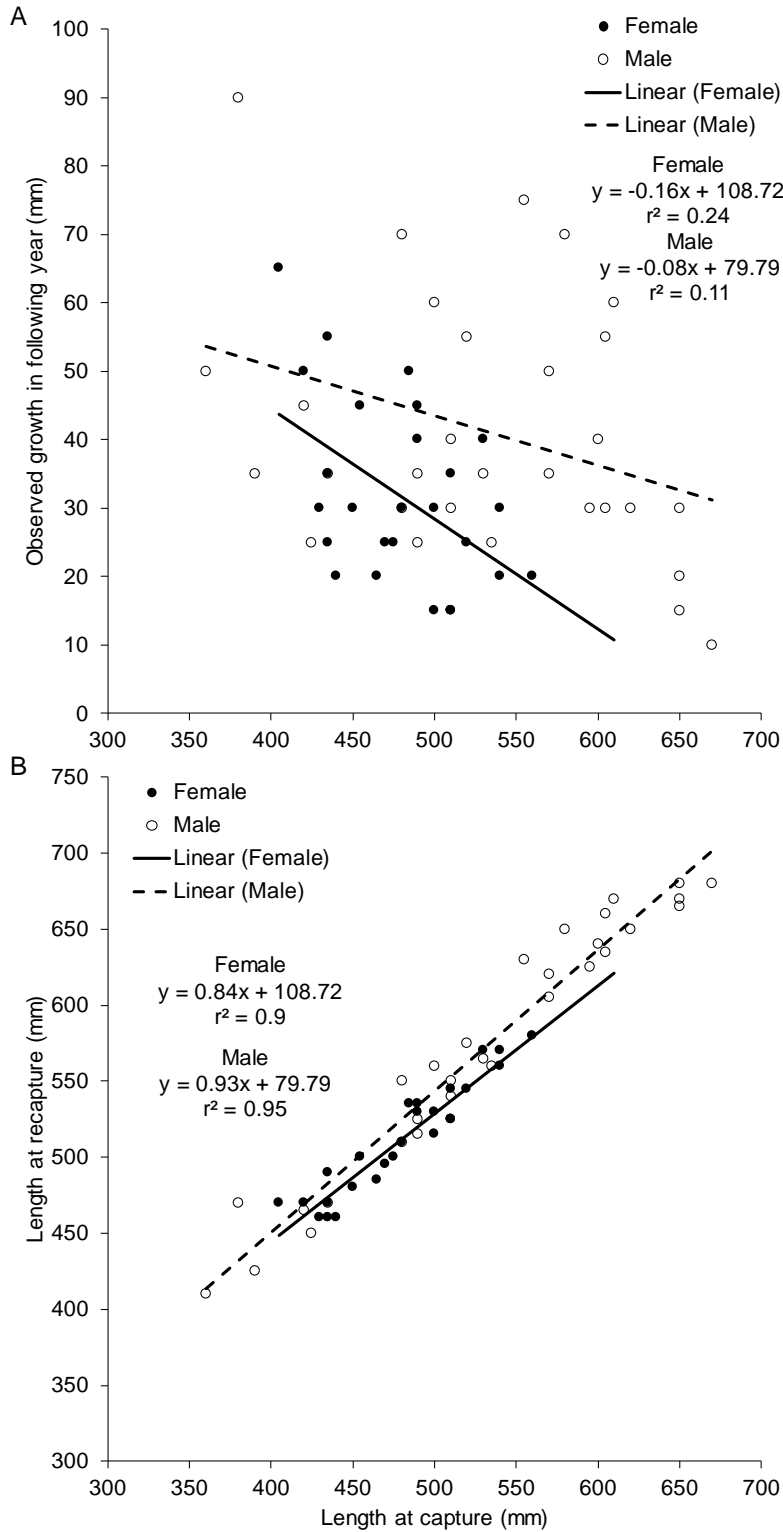 A
100
90
80
70
60
50
40
30
20
10
0
Observed growth in following year (mm)
Female
Male
Linear (Female)
Linear (Male)
Female
y = -0.16x + 108.72
r² = 0.24
Male
y = -0.08x + 79.79
r² = 0.11
300 350 400 450 500 550 600 650 700
B
750
700
650
600
550
500
450
400
350
300
Length at recapture (mm)
Female
Male
Linear (Female)
Linear (Male)
Female
y = 0.84x + 108.72
r² = 0.9
Male
y = 0.93x + 79.79
r² = 0.95
300 350 400 450 500 550 600 650 700
Length at capture (mm)